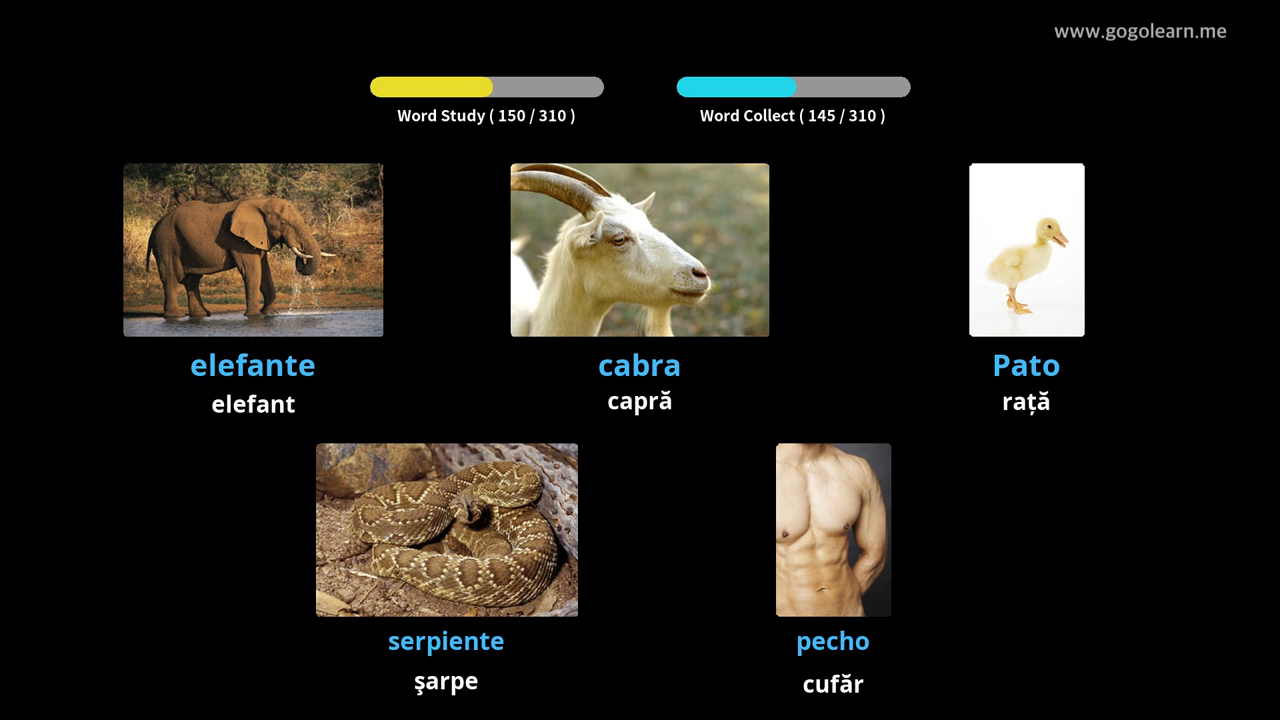 www.gogolearn.me
Word Study ( 150 / 310 )
Word Collect ( 145 / 310 )
elefante
elefant
cabra
capră
Pato
rață
serpiente
şarpe
pecho
cufăr